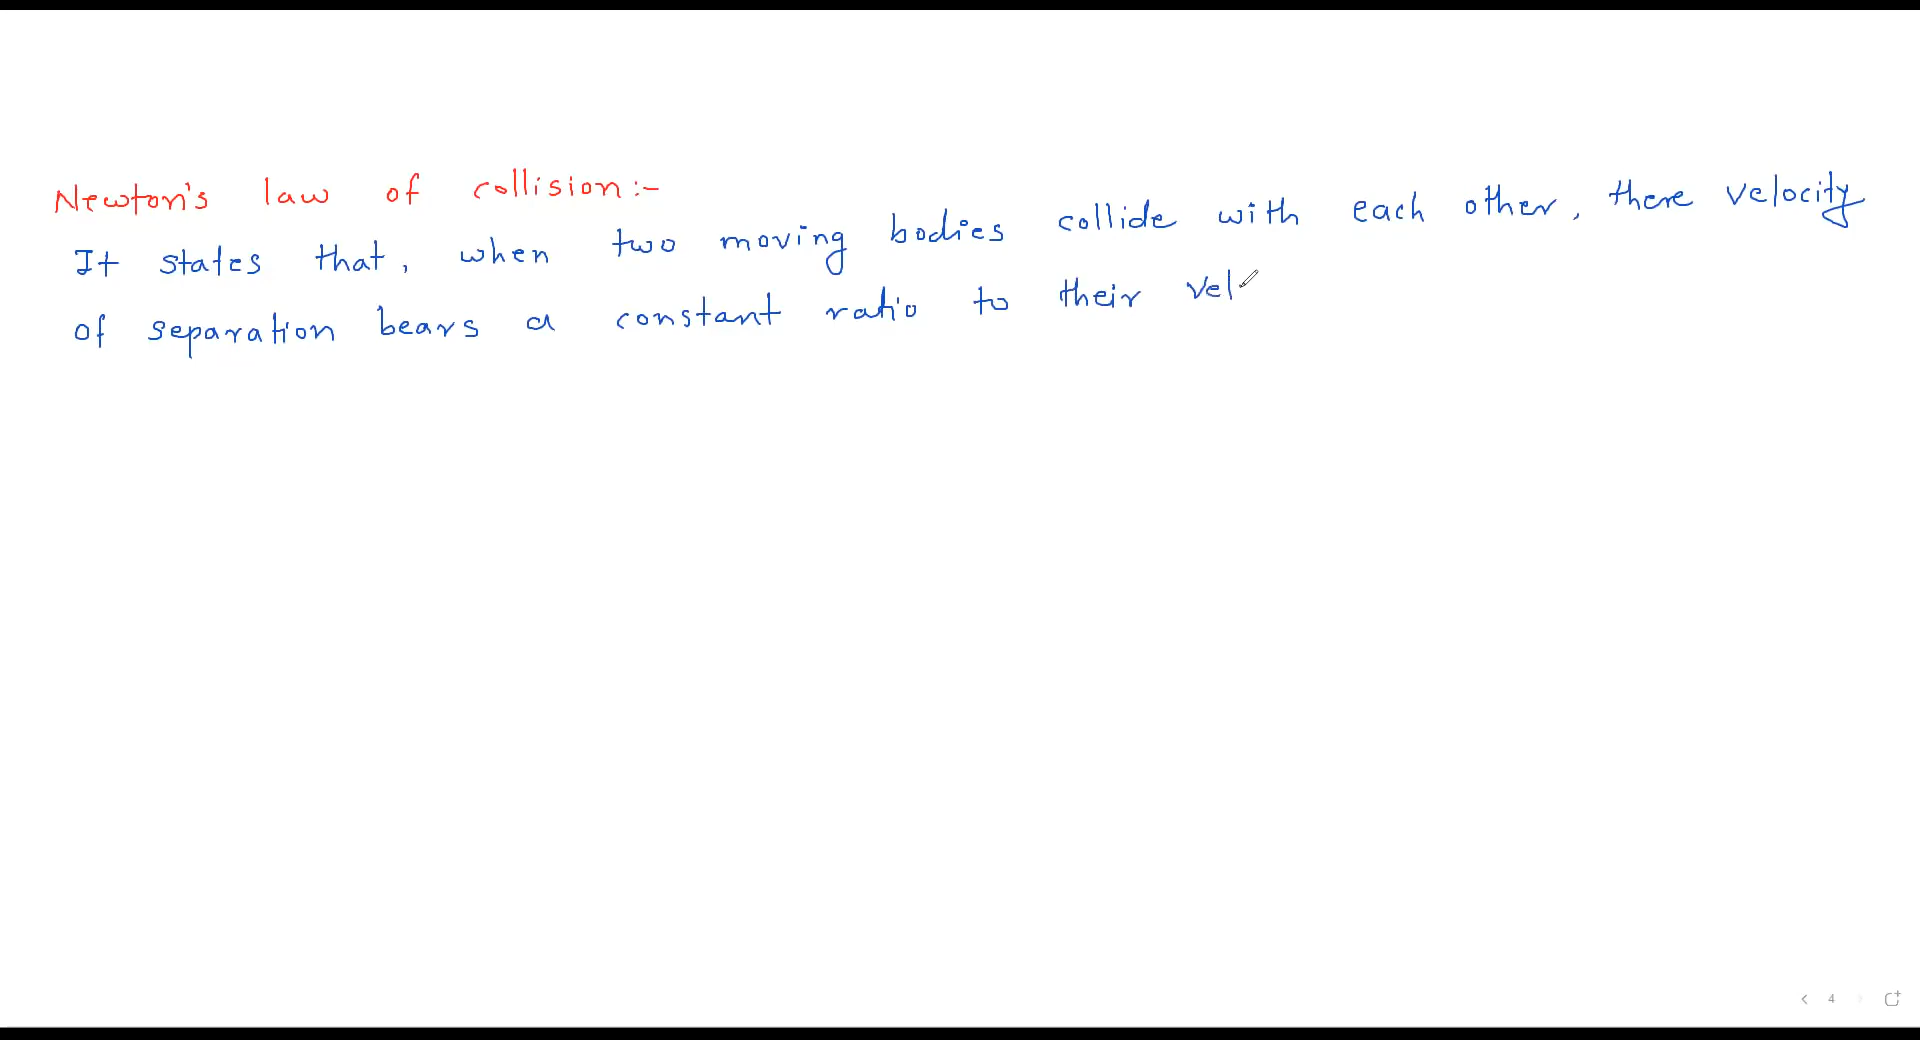 Newton's law of collision:-
It states that, when two moving bodies collide with each other, there velocity
of separation bears a constant ratio to their vel
4